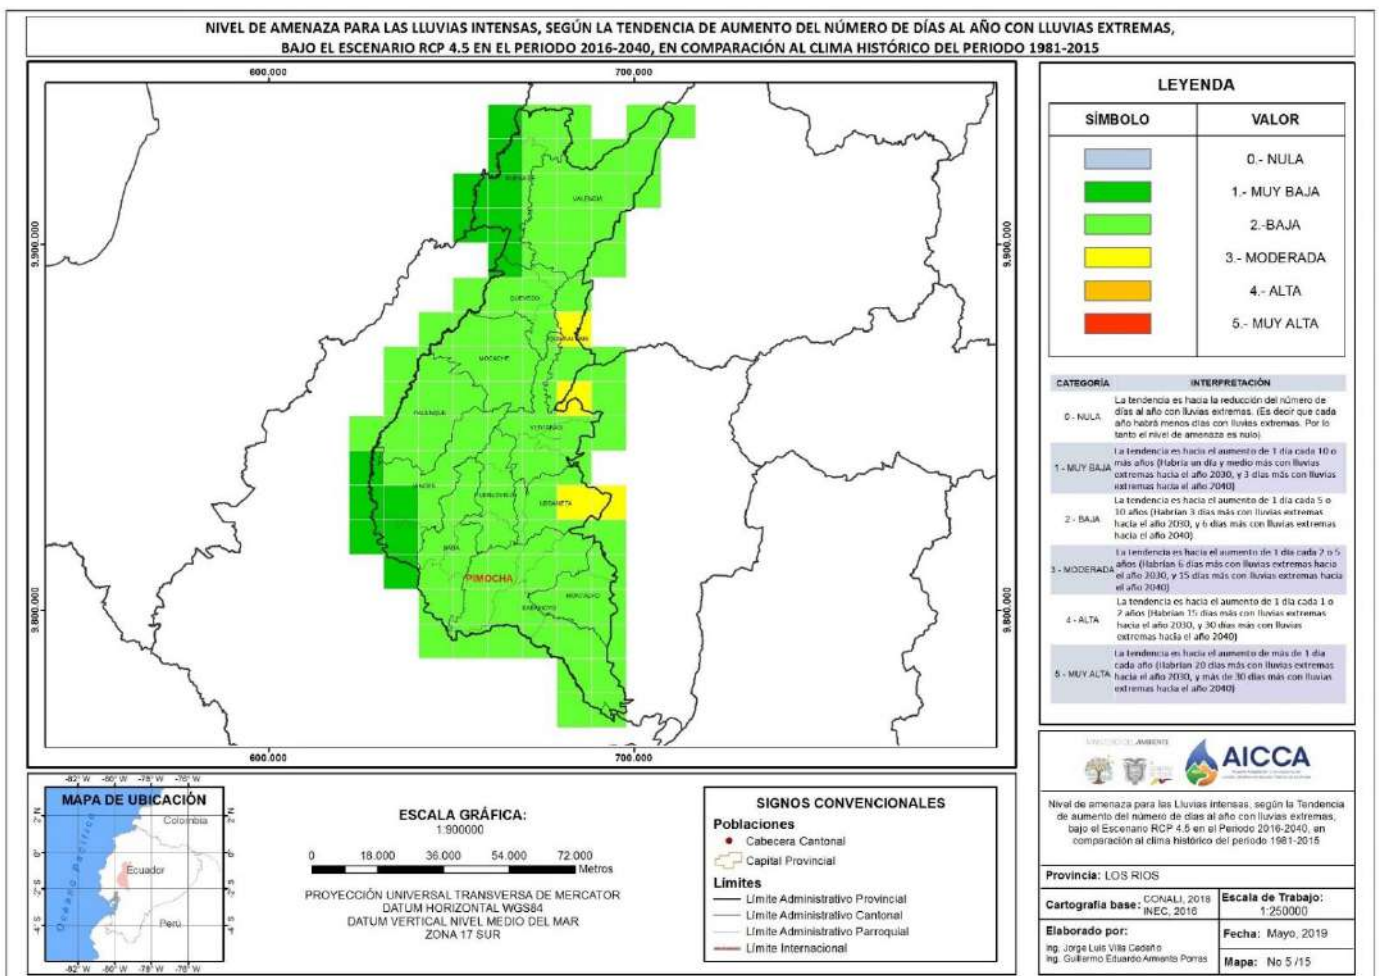 NIVEL DE AMENAZA PARA LAS LLUVIAS INTENSAS, SEGÚN LA TENDENCIA DE AUMENTO DEL NÚMERO DE DÍAS AL AÑO CON LLUVIAS EXTREMAS,
BAJO EL ESCENARIO RCP 4.5 EN EL PERIODO 2016-2040, EN COMPARACIÓN AL CLIMA HISTÓRICO DEL PERIODO 1981-2015
600.000
700.000
9.900.000
9.900.000
VALENCIA
QUEVEDO
MOCACHE
PALENQUE
VENTANAS
VINCES
URDANETA
BABA
PIMOCHA
MONTALVO
BABAHOYO
9.800.000
9.800.000
600.000
700.000
LEYENDA
SÍMBOLO
VALOR
0.- NULA
1.- MUY BAJA
2.-BAJA
3.- MODERADA
4.- ALTA
5.- MUY ALTA
CATEGORÍA
INTERPRETACIÓN
0 - NULA
La tendencia es hacia la reducción del número de
días al año con lluvias extremas. (Es decir que cada
año habrá menos días con lluvias extremas. Por lo
tanto el nivel de amenaza es nulo)
1 - MUY BAJA
La tendencia es hacia el aumento de 1 día cada 10 o
más años (Habría un día y medio más con lluvias
extremas hacia el año 2030, y 3 días más con lluvias
extremas hacia el año 2040)
2 - BAJA
La tendencia es hacia el aumento de 1 día cada 5 o
10 años (Habrían 3 días más con lluvias extremas
hacia el año 2030, y 6 días más con lluvias extremas
hacia el año 2040)
3 - MODERADA
La tendencia es hacia el aumento de 1 día cada 2 o 5
años (Habrían 6 días más con lluvias extremas hacia
el año 2030, y 15 días más con lluvias extremas hacia
el año 2040)
4 - ALTA
La tendencia es hacia el aumento de 1 día cada 1 o
2 años (Habrían 15 días más con lluvias extremas
hacia el año 2030, y 30 días más con lluvias
extremas hacia el año 2040)
5 - MUY ALTA
La tendencia es hacia el aumento de más de 1 día
cada año (Habrían 20 días más con lluvias extremas
hacia el año 2030, y más de 30 días más con lluvias
extremas hacia el año 2040)
MINISTERIO DEL AMBIENTE
AICCA
Nivel de amenaza para las Lluvias intensas, según la Tendencia
de aumento del número de días al año con lluvias extremas,
bajo el Escenario RCP 4.5 en el Periodo 2016-2040, en
comparación al clima histórico del periodo 1981-2015
Provincia: LOS RIOS
Cartografía base: CONALI, 2018
INEC, 2016
Escala de Trabajo:
1:250000
Elaborado por:
Ing. Jorge Luis Villa Cedeño
Ing. Guillermo Eduardo Armenta Porras
Fecha: Mayo, 2019
Mapa: No 5 /15
-82° W -80° W -78° W -76° W
MAPA DE UBICACIÓN
Colombia
Océano Pacífico
Ecuador
Perú
-82° W -80° W -78° W -76° W
ESCALA GRÁFICA:
1:900000
0 18.000 36.000 54.000 72.000
Metros
PROYECCIÓN UNIVERSAL TRANSVERSA DE MERCATOR
DATUM HORIZONTAL WGS84
DATUM VERTICAL NIVEL MEDIO DEL MAR
ZONA 17 SUR
SIGNOS CONVENCIONALES
Poblaciones
Cabecera Cantonal
Capital Provincial
Límites
Límite Administrativo Provincial
Límite Administrativo Cantonal
Límite Administrativo Parroquial
Límite Internacional